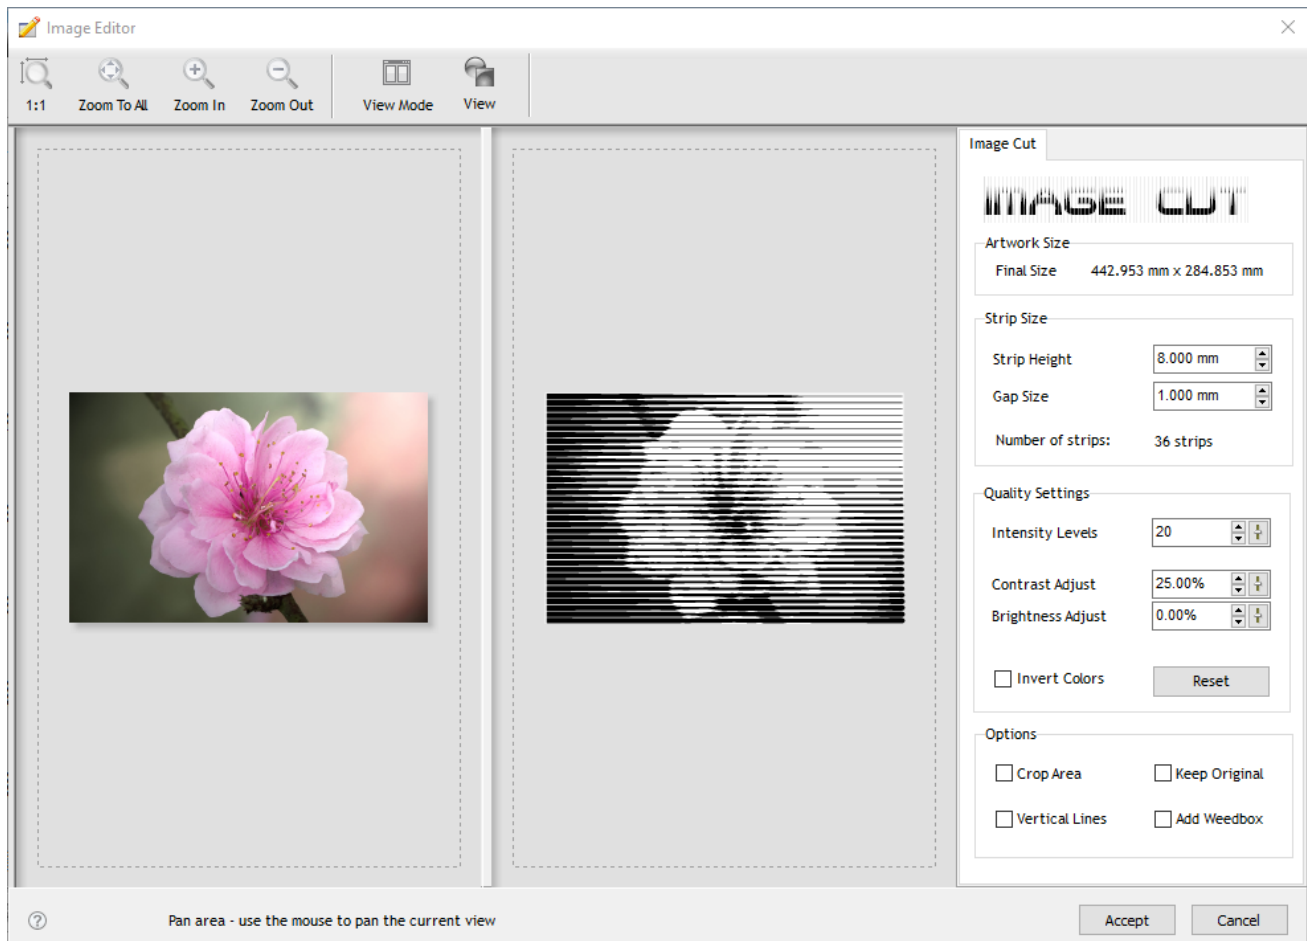 Image Editor
1:1 Zoom To All Zoom In Zoom Out View Mode View
Image Cut
IMAGE CUT
Artwork Size
Final Size 442.953 mm x 284.853 mm
Strip Size
Strip Height 8.000 mm
Gap Size 1.000 mm
Number of strips: 36 strips
Quality Settings
Intensity Levels 20
Contrast Adjust 25.00%
Brightness Adjust 0.00%
Invert Colors Reset
Options
Crop Area Keep Original
Vertical Lines Add Weedbox
? Pan area - use the mouse to pan the current view Accept Cancel